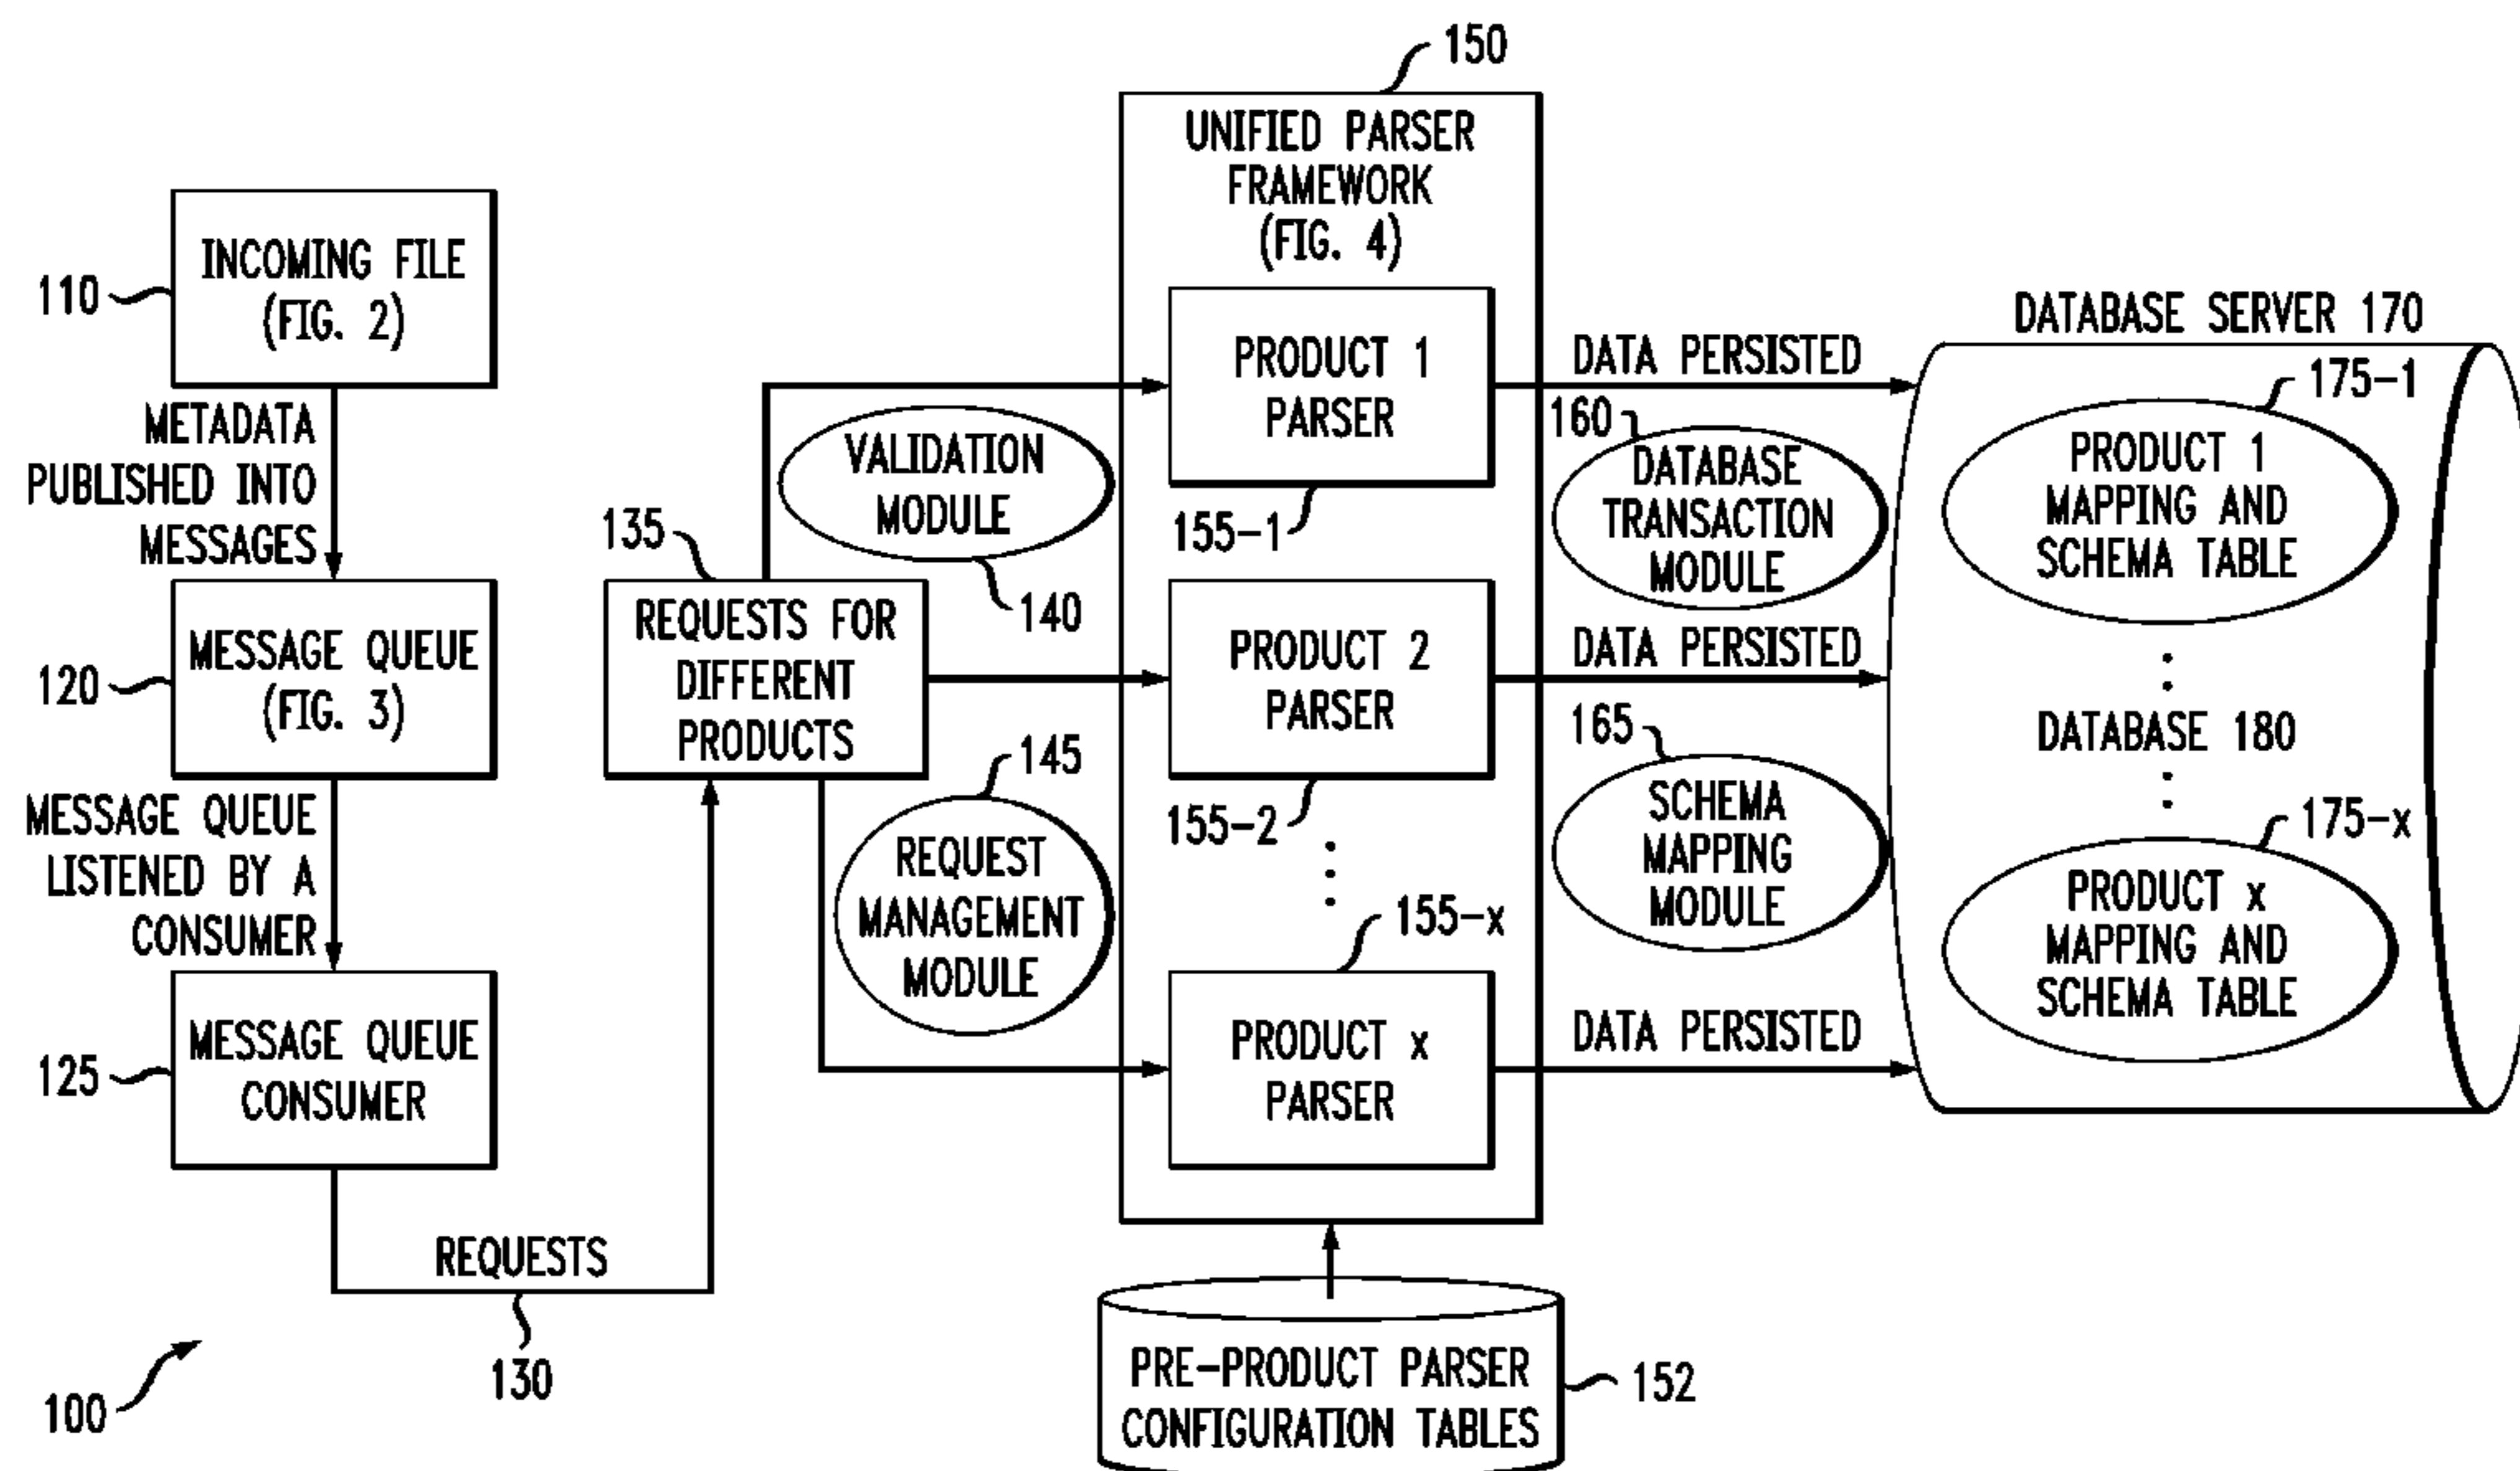 150
UNIFIED PARSER
FRAMEWORK
(FIG. 4)
110
INCOMING FILE
(FIG. 2)
METADATA
PUBLISHED INTO
MESSAGES
120
MESSAGE QUEUE
(FIG. 3)
MESSAGE QUEUE
LISTENED BY A
CONSUMER
125
MESSAGE QUEUE
CONSUMER
REQUESTS
130
100
135
REQUESTS FOR
DIFFERENT
PRODUCTS
VALIDATION
MODULE
140
145
REQUEST
MANAGEMENT
MODULE
PRODUCT 1
PARSER
155-1
PRODUCT 2
PARSER
155-2
155-x
PRODUCT x
PARSER
PRE-PRODUCT PARSER
CONFIGURATION TABLES
152
DATA PERSISTED
160
DATABASE
TRANSACTION
MODULE
DATA PERSISTED
165
SCHEMA
MAPPING
MODULE
DATA PERSISTED
DATABASE SERVER 170
175-1
PRODUCT 1
MAPPING AND
SCHEMA TABLE
DATABASE 180
175-x
PRODUCT x
MAPPING AND
SCHEMA TABLE